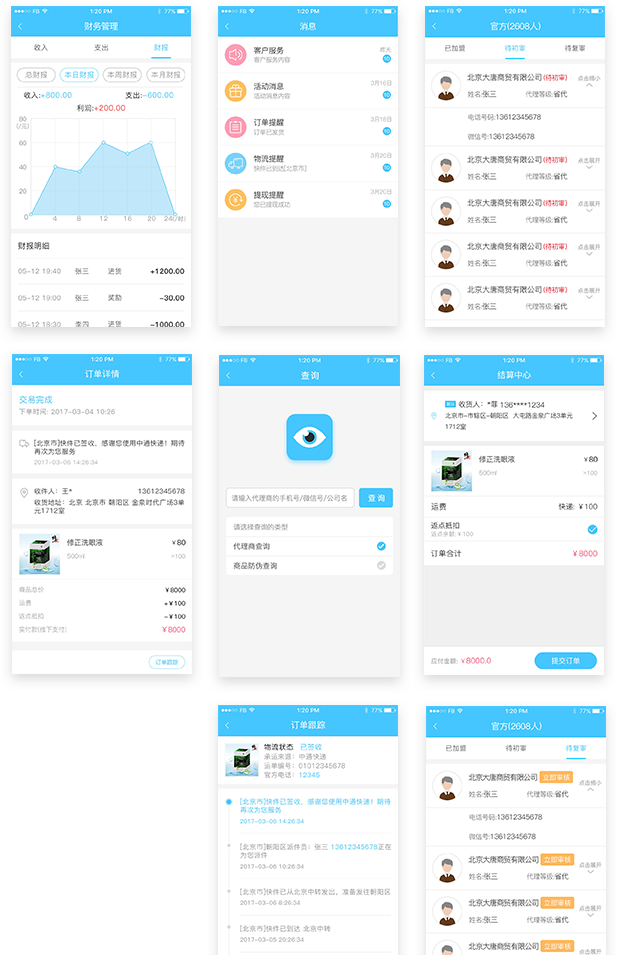 ●●●○○ FB 1:20 PM 77%
财务管理
收入 支出 财报
总财报 本日财报 本周财报 本月财报
收入:+800.00 支出:-600.00
利润:+200.00
80
(/元)
60
40
20
0
4 8 12 16 20 24(/时)
报明细
05-12 19:40 张三 进货 +1200.00
05-12 19:00 张三 奖励 -30.00
05-12 18:30 李四 进货 -1000.00
●●●○○ FB 1:20 PM 77%
消息
客户服务 昨天
客户服务内容 10
活动消息 3月16日
活动消息内容 10
订单提醒 3月18日
订单已发货 10
物流提醒 3月20日
快件已到达[北京市] 10
提现提醒 3月20日
您已提现成功 10
●●●○○ FB 1:20 PM 77%
官方(2608人)
已加盟 待初审 待复审
北京大唐商贸有限公司(待初审) 点击缩小
姓名:张三 代理等级:省代
电话号码:13612345678
微信号:13612345678
北京大唐商贸有限公司(待初审) 点击展开
姓名:张三 代理等级:省代
北京大唐商贸有限公司(待初审) 点击展开
姓名:张三 代理等级:省代
北京大唐商贸有限公司(待初审) 点击展开
姓名:张三 代理等级:省代
北京大唐商贸有限公司(待初审) 点击展开
姓名:张三 代理等级:省代
●●●○○ FB 1:20 PM 77%
订单详情
交易完成
下单时间: 2017-03-04 10:26
[北京市]快件已签收、感谢您使用中通快递！期待
再次为您服务
2017-03-06 14:26:34
收件人：王* 13612345678
收货地址：北京 北京市 朝阳区 金泉时代广场3单
元1712室
修正洗眼液 ￥80
500ml ×100
商品总价 ￥8000
运费 +￥100
返点抵扣 -￥100
实付款(线下支付) ￥8000
订单跟踪
●●●○○ FB 1:20 PM 77%
查询
请输入代理商的手机号/微信号/公司名 查 询
请选择查询的类型
代理商查询
商品防伪查询
●●●○○ FB 1:20 PM 77%
结算中心
收货人：*菲 136****1234
北京市-市辖区-朝阳区 大屯路金泉广场3单元
1712室
修正洗眼液 ￥80
500ml ×100
运费 快递: ￥100
返点抵扣
返点余额:￥100
订单合计 ￥8000
应付金额: ￥8000.0 提交订单
●●●○○ FB 1:20 PM 77%
订单跟踪
物流状态 已签收
承运来源：中通快递
运单编号：01012345678
官方电话：12345
[北京市]快件已签收、感谢您使用中通快递！期待
再次为您服务
2017-03-06 14:26:34
[北京市]朝阳区派件员：张三 13612345678正在
为您派件
2017-03-06 10:26:34
[北京市]快件已从北京中转发出，准备发往朝阳区
2017-03-06 8:26:34
[北京市]快件已到达 北京中转
2017-03-05 20:26:34
●●●○○ FB 1:20 PM 77%
官方(2608人)
已加盟 待初审 待复审
北京大唐商贸有限公司 立即审核 点击缩小
姓名:张三 代理等级:省代
电话号码:13612345678
微信号:13612345678
北京大唐商贸有限公司 立即审核 点击展开
姓名:张三 代理等级:省代
北京大唐商贸有限公司 立即审核 点击展开
姓名:张三 代理等级:省代
北京大唐商贸有限公司 立即审核